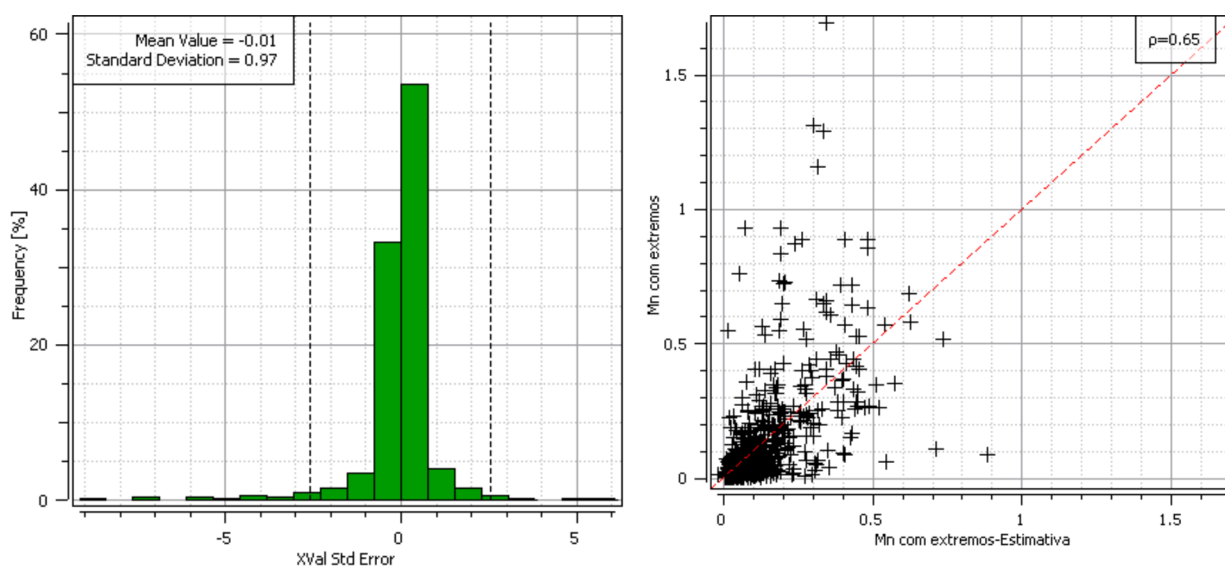 Mean Value = -0.01
Standard Deviation = 0.97
60
40
20
0
Frequency [%]
-5
0
5
XVal Std Error
ρ=0.65
1.5
1
0.5
0
Mn com extremos
0
0.5
1
1.5
Mn com extremos-Estimativa